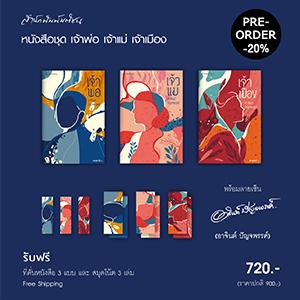 สำนักพิมพ์มติชน
หนังสือชุด เจ้าพ่อ เจ้าแม่ เจ้าเมือง
PRE-
ORDER
-20%
เจ้า
พ่อ
เจ้า
แม่
เจ้า
เมือง
พร้อมลายเซ็น
(อาจินต์ ปัญจพรรค์)
รับฟรี
ที่คั่นหนังสือ 3 แบบ และ สมุดโน้ต 3 เล่ม
Free Shipping
720.-
(ราคาปกติ 900.-)